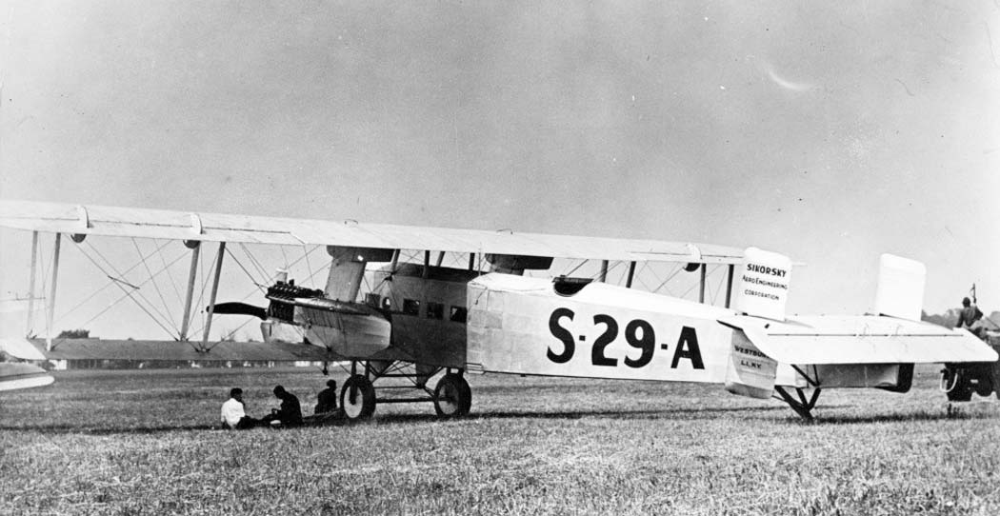 S-29-A
SIKORSKY
AERO ENGINEERING
CORPORATION
WESTBURY
L.I.N.Y.